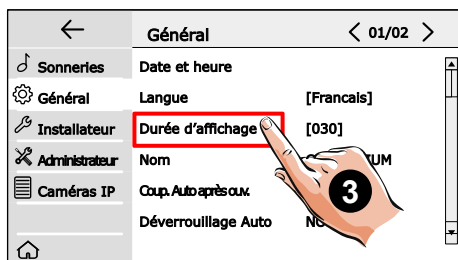 Général
01/02
Sonneries
Général
Installateur
Administrateur
Caméras IP
Date et heure
Langue [Francais]
Durée d'affichage [030]
Nom
Coup. Auto après ouv.
Déverrouillage Auto
3